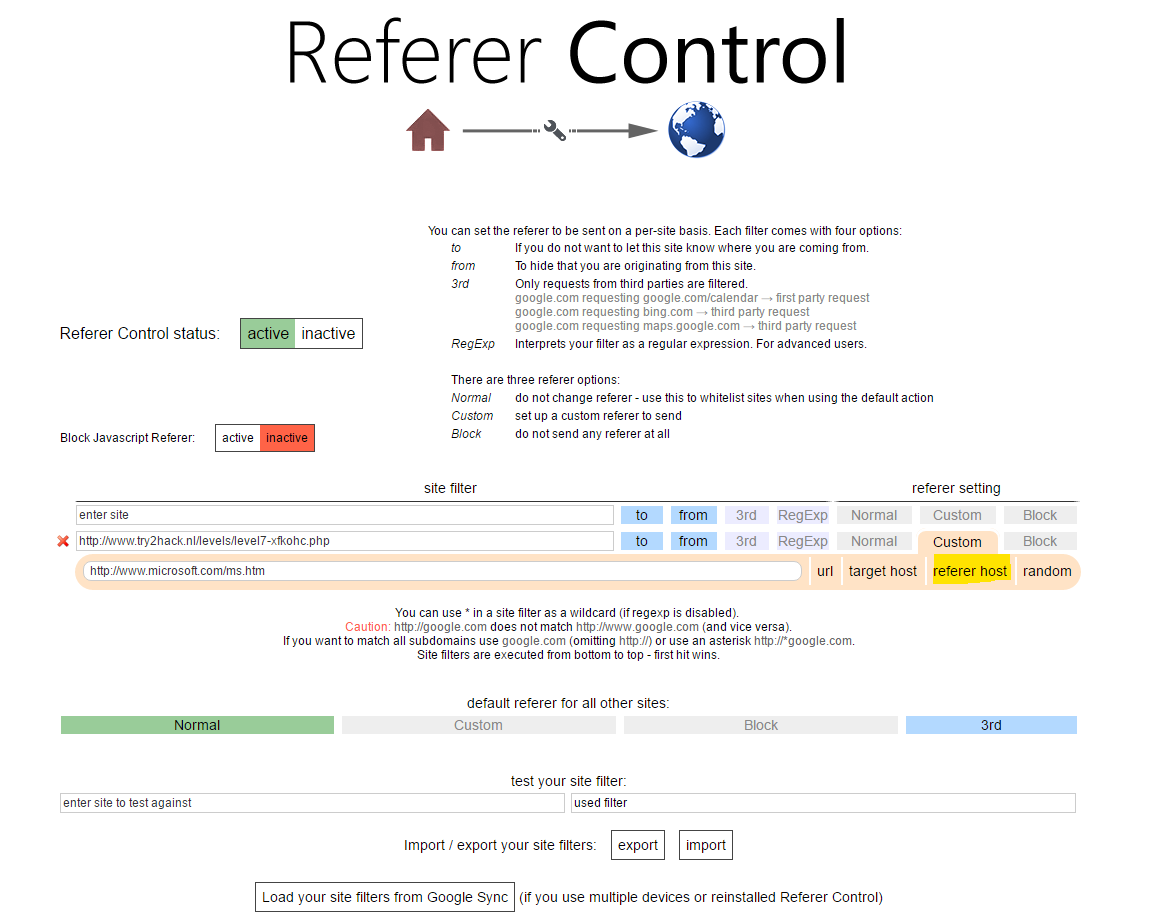 Referer Control
You can set the referer to be sent on a per-site basis. Each filter comes with four options:
to If you do not want to let this site know where you are coming from.
from To hide that you are originating from this site.
3rd Only requests from third parties are filtered.
google.com requesting google.com/calendar → first party request
google.com requesting bing.com → third party request
google.com requesting maps.google.com → third party request
RegExp Interprets your filter as a regular expression. For advanced users.
There are three referer options:
Normal do not change referer - use this to whitelist sites when using the default action
Custom set up a custom referer to send
Block do not send any referer at all
Referer Control status: active inactive
Block Javascript Referer: active inactive
site filter referer setting
enter site to from 3rd RegExp Normal Custom Block
http://www.try2hack.nl/levels/level7-xfkohc.php to from 3rd RegExp Normal Custom Block
http://www.microsoft.com/ms.htm url target host referer host random
You can use * in a site filter as a wildcard (if regexp is disabled).
Caution: http://google.com does not match http://www.google.com (and vice versa).
If you want to match all subdomains use google.com (omitting http://) or use an asterisk http://*google.com.
Site filters are executed from bottom to top - first hit wins.
default referer for all other sites:
Normal Custom Block 3rd
test your site filter:
enter site to test against used filter
Import / export your site filters: export import
Load your site filters from Google Sync (if you use multiple devices or reinstalled Referer Control)